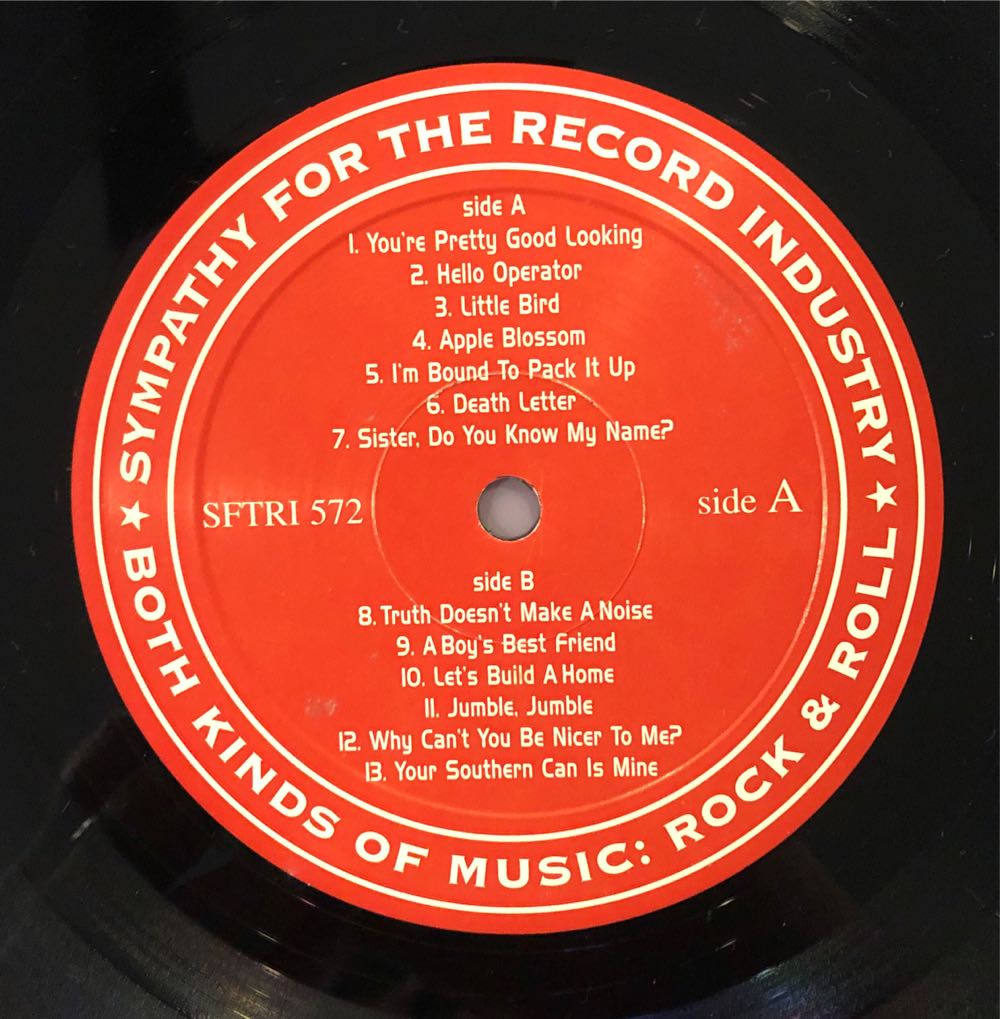 ★ SYMPATHY FOR THE RECORD INDUSTRY ★
side A
1. You're Pretty Good Looking
2. Hello Operator
3. Little Bird
4. Apple Blossom
5. I'm Bound To Pack It Up
6. Death Letter
7. Sister, Do You Know My Name?
SFTRI 572
side A
side B
8. Truth Doesn't Make A Noise
9. A Boy's Best Friend
10. Let's Build A Home
11. Jumble, Jumble
12. Why Can't You Be Nicer To Me?
13. Your Southern Can Is Mine
BOTH KINDS OF MUSIC: ROCK & ROLL